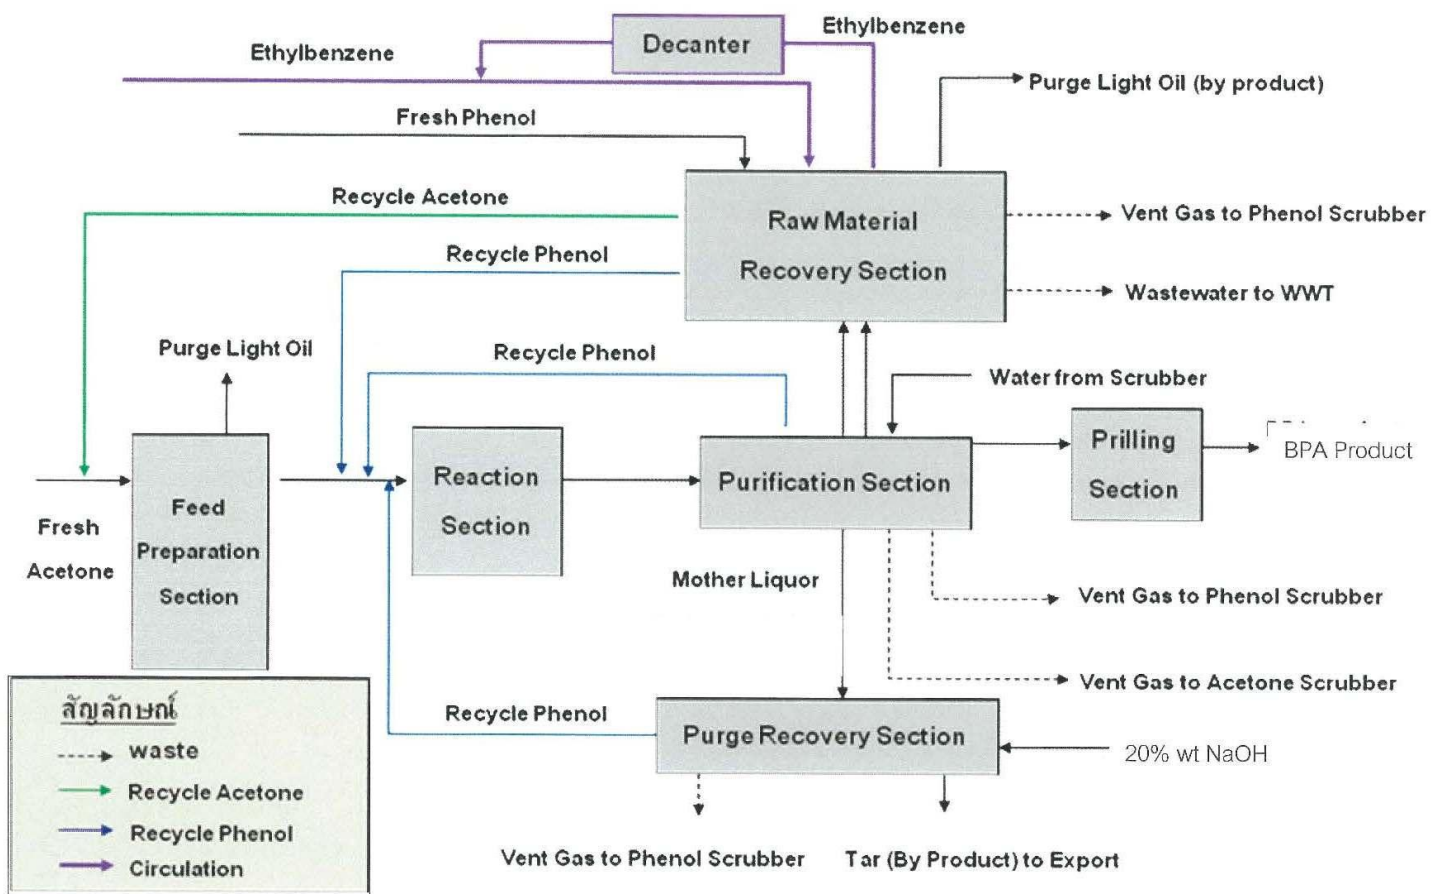 Ethylbenzene
Decanter
Ethylbenzene
Purge Light Oil (by product)
Fresh Phenol
Recycle Acetone
Raw Material
Recovery Section
Vent Gas to Phenol Scrubber
Recycle Phenol
Wastewater to WWT
Purge Light Oil
Recycle Phenol
Water from Scrubber
Feed
Preparation
Section
Reaction
Section
Purification Section
Prilling
Section
BPA Product
Fresh
Acetone
Mother Liquor
Vent Gas to Phenol Scrubber
Vent Gas to Acetone Scrubber
Recycle Phenol
Purge Recovery Section
20% wt NaOH
Vent Gas to Phenol Scrubber
Tar (By Product) to Export
สัญลักษณ์
waste
Recycle Acetone
Recycle Phenol
Circulation